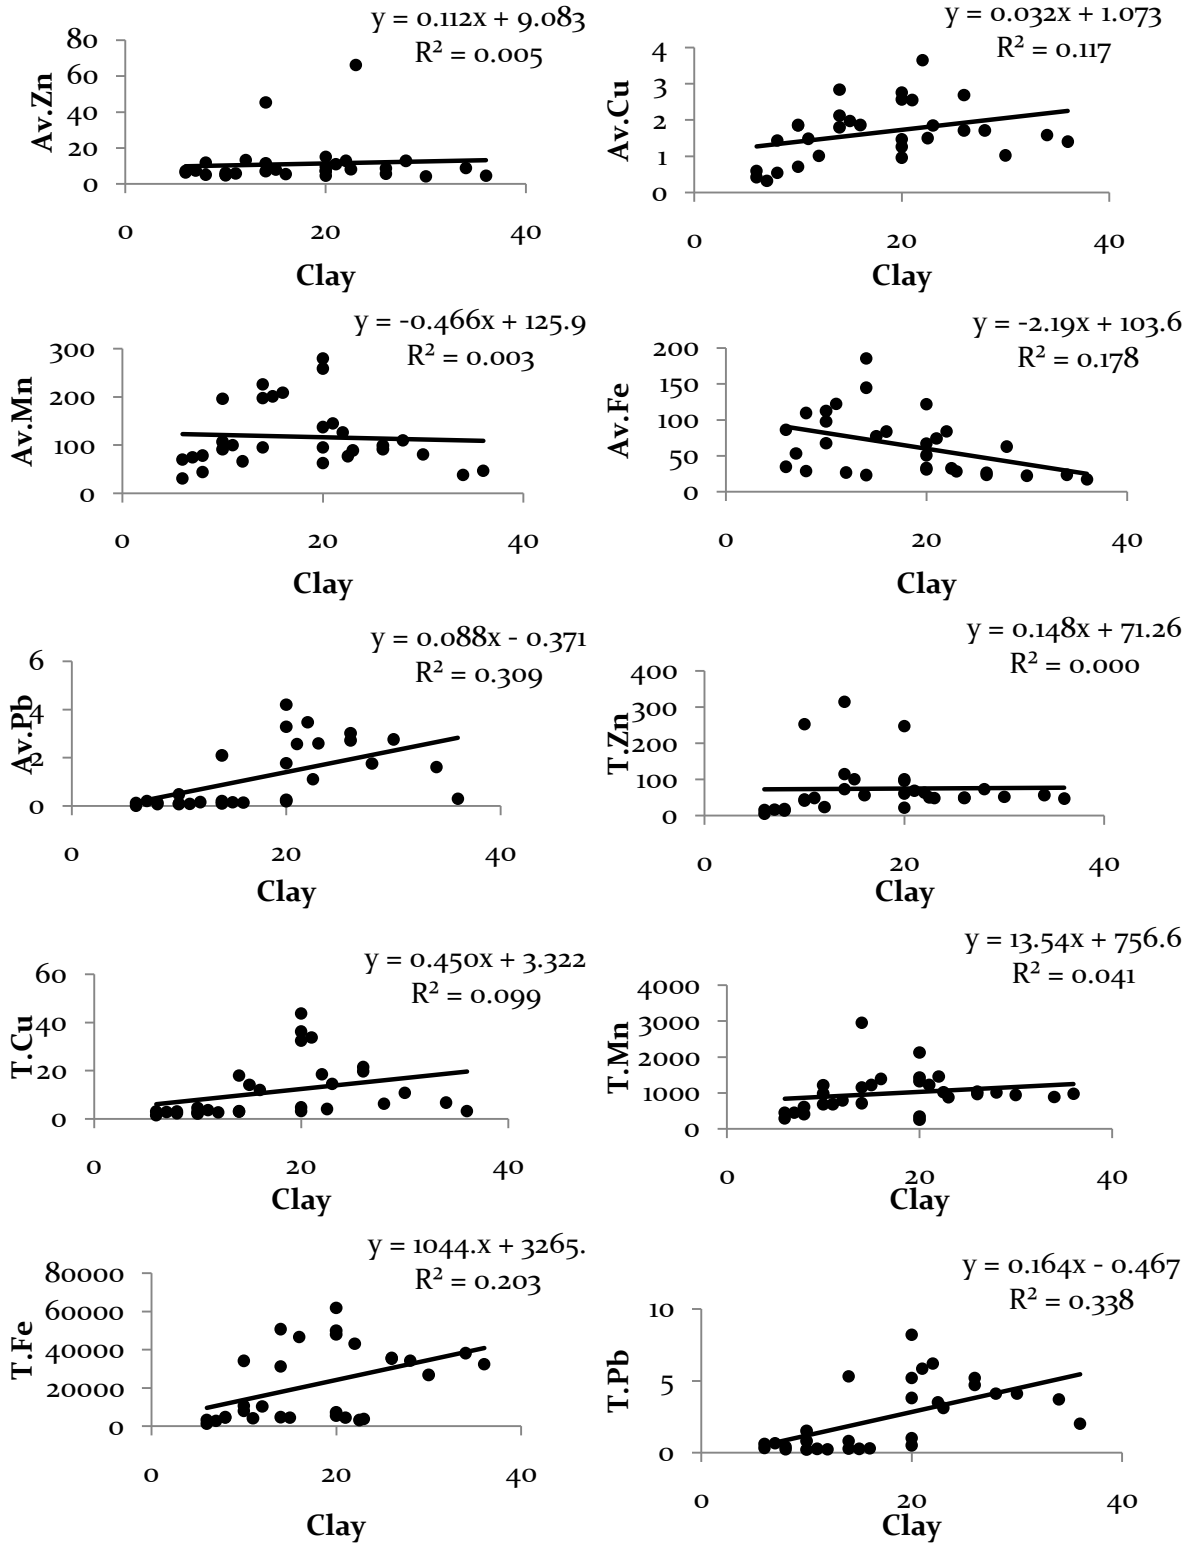 y = 0.112x + 9.083
R² = 0.005
80
60
40
20
0
Av.Zn
0 20 40
Clay
y = 0.032x + 1.073
R² = 0.117
4
3
2
1
0
Av.Cu
0 20 40
Clay
y = -0.466x + 125.9
R² = 0.003
300
200
100
0
Av.Mn
0 20 40
Clay
y = -2.19x + 103.6
R² = 0.178
200
150
100
50
0
Av.Fe
0 20 40
Clay
y = 0.088x - 0.371
R² = 0.309
6
4
2
0
Av.Pb
0 20 40
Clay
y = 0.148x + 71.26
R² = 0.000
400
300
200
100
0
T.Zn
0 20 40
Clay
y = 0.450x + 3.322
R² = 0.099
60
40
20
0
T.Cu
0 20 40
Clay
y = 13.54x + 756.6
R² = 0.041
4000
3000
2000
1000
0
T.Mn
0 20 40
Clay
y = 1044.x + 3265.
R² = 0.203
80000
60000
40000
20000
0
T.Fe
0 20 40
Clay
y = 0.164x - 0.467
R² = 0.338
10
5
0
T.Pb
0 20 40
Clay